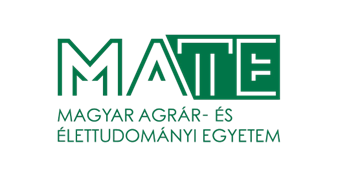 MATE
MAGYAR AGRÁR- ÉS
ÉLETTUDOMÁNYI EGYETEM